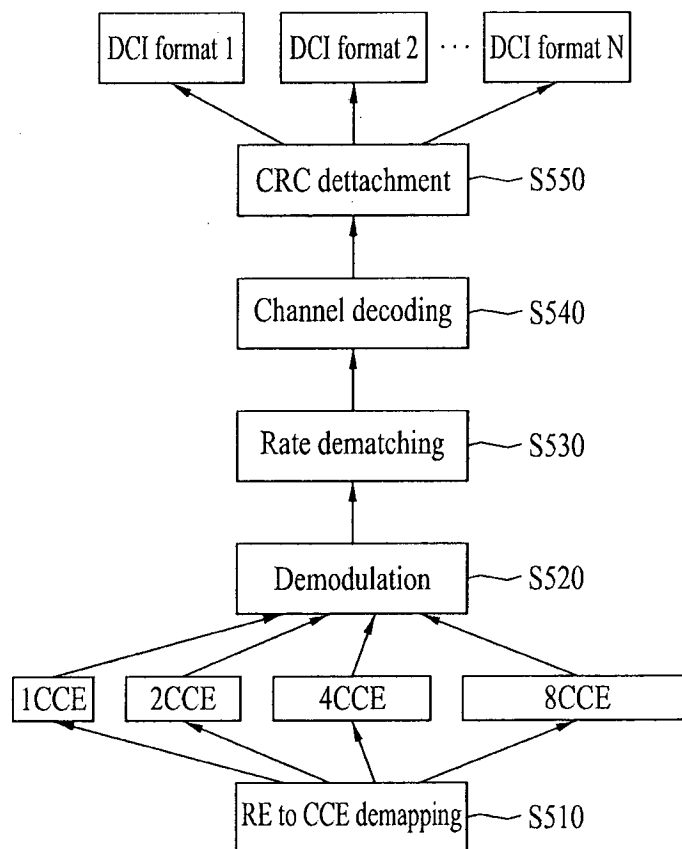 DCI format 1
DCI format 2
...
DCI format N
CRC dettachment
S550
Channel decoding
S540
Rate dematching
S530
Demodulation
S520
1CCE
2CCE
4CCE
8CCE
RE to CCE demapping
S510